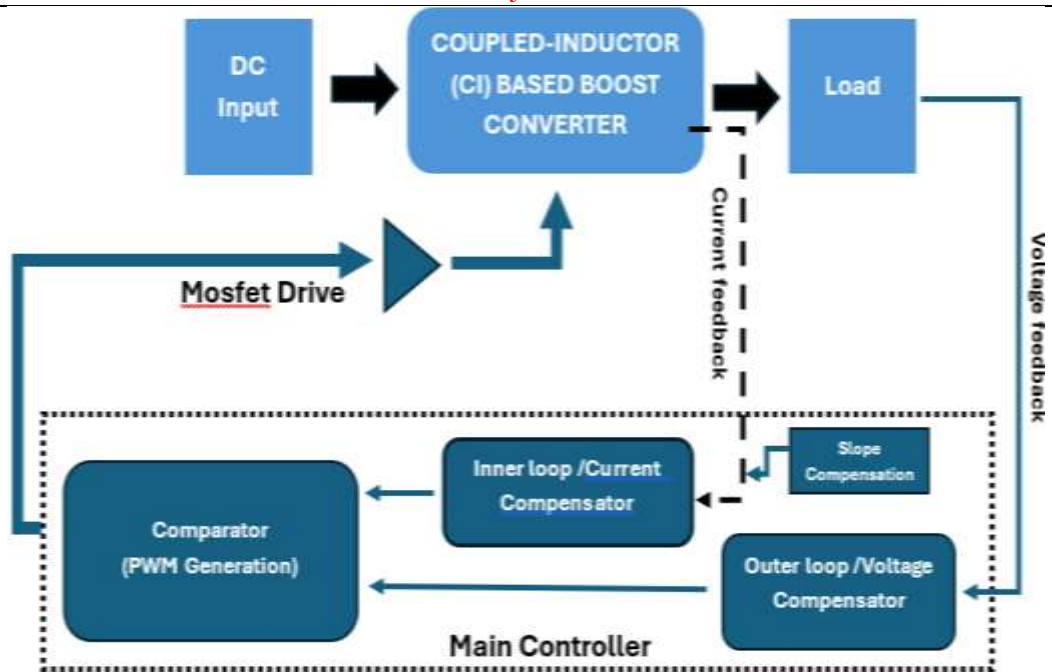 DC
Input
COUPLED-INDUCTOR
(CI) BASED BOOST
CONVERTER
Load
Current feedback
Voltage feedback
Mosfet Drive
Inner loop /Current
Compensator
Slope
Compensation
Comparator
(PWM Generation)
Outer loop /Voltage
Compensator
Main Controller